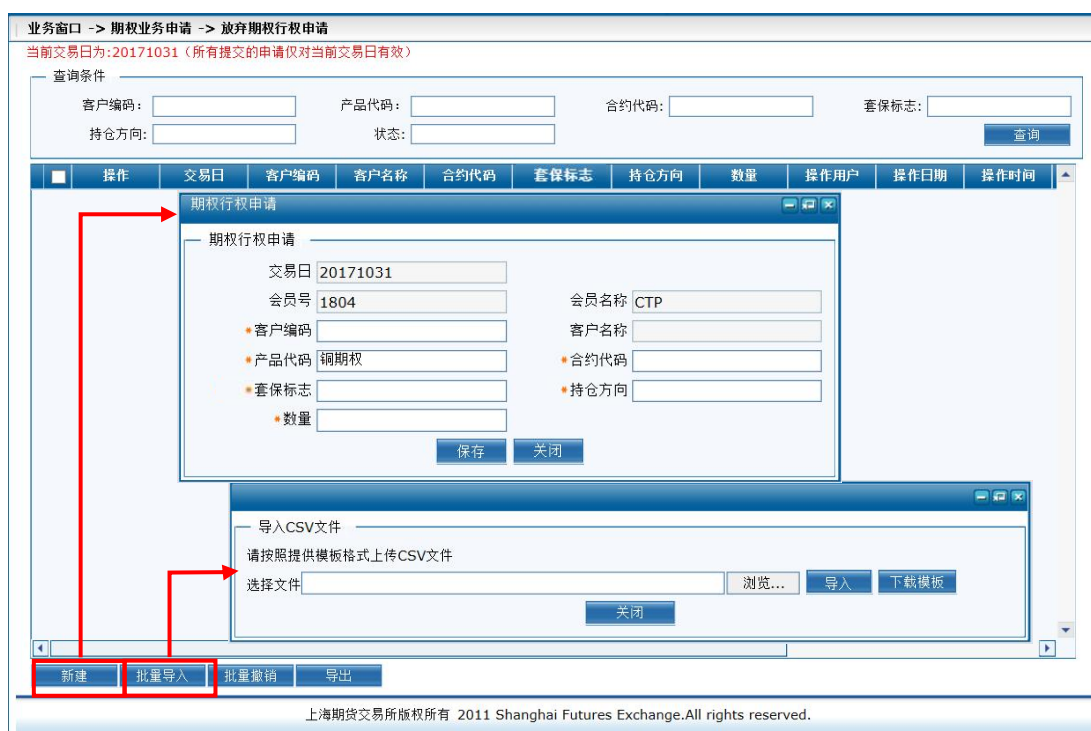 业务窗口 -> 期权业务申请 -> 放弃期权行权申请
当前交易日为:20171031（所有提交的申请仅对当前交易日有效）
查询条件
客户编码： 产品代码： 合约代码: 套保标志:
持仓方向: 状态:
查询
操作 交易日 客户编码 客户名称 合约代码 套保标志 持仓方向 数量 操作用户 操作日期 操作时间
期权行权申请
期权行权申请
交易日 20171031
会员号 1804 会员名称 CTP
*客户编码 客户名称
*产品代码 铜期权 *合约代码
*套保标志 *持仓方向
*数量
保存 关闭
导入CSV文件
请按照提供模板格式上传CSV文件
选择文件 浏览... 导入 下载模板
关闭
新建 批量导入 批量撤销 导出
上海期货交易所版权所有 2011 Shanghai Futures Exchange.All rights reserved.